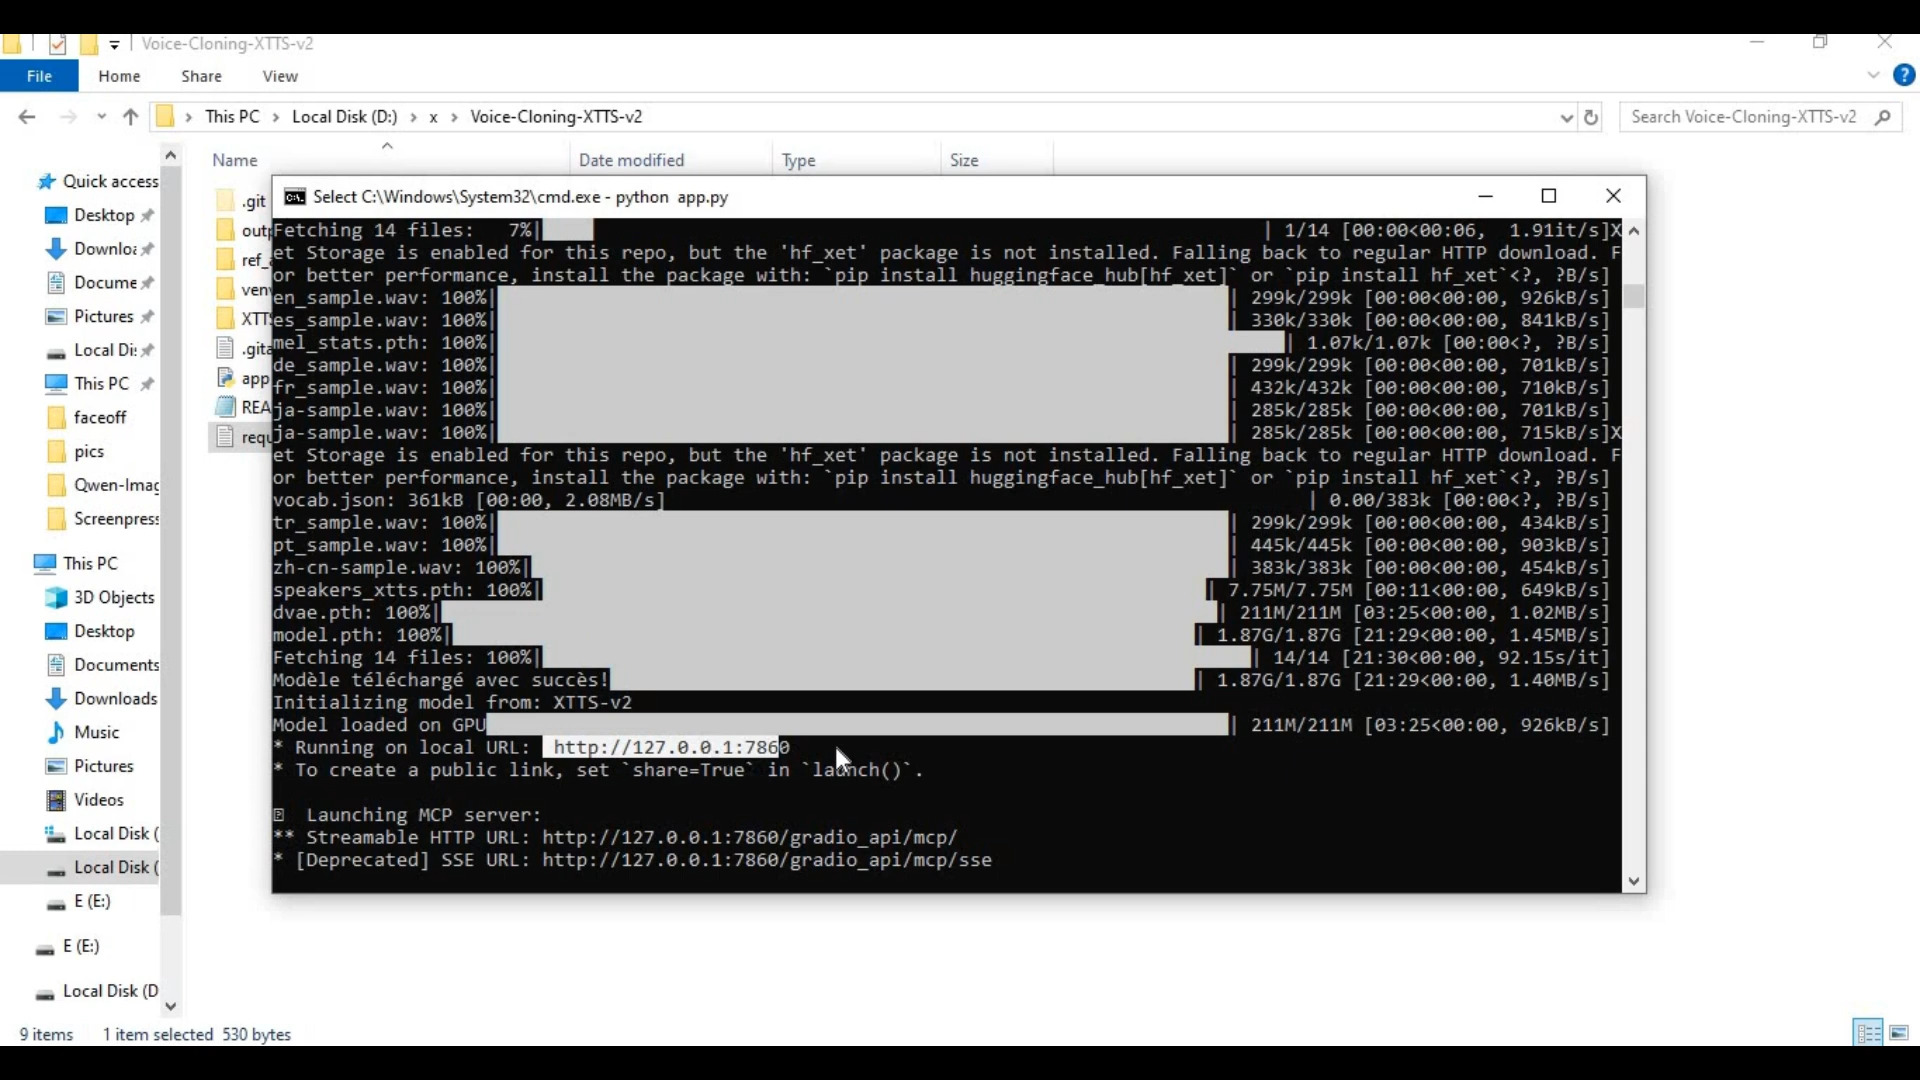 Voice-Cloning-XTTS-v2
File Home Share View
This PC > Local Disk (D:) > x > Voice-Cloning-XTTS-v2
Search Voice-Cloning-XTTS-v2
Name Date modified Type Size
Quick access
Desktop
Downloa
Docume
Pictures
Local Di
This PC
faceoff
pics
Qwen-Imag
Screenpress
This PC
3D Objects
Desktop
Documents
Downloads
Music
Pictures
Videos
Local Disk (
Local Disk (
E (E:)
E (E:)
Local Disk (D
.git
outp
ref_
venv
XTTS
.gita
app
REA
requ
Select C:\Windows\System32\cmd.exe - python  app.py
Fetching 14 files:   7%| | 1/14 [00:00<00:06,  1.91it/s]X
et Storage is enabled for this repo, but the 'hf_xet' package is not installed. Falling back to regular HTTP download. F
or better performance, install the package with: `pip install huggingface_hub[hf_xet]` or `pip install hf_xet`<?, ?B/s]
en_sample.wav: 100%| | 299k/299k [00:00<00:00, 926kB/s]
es_sample.wav: 100%| | 330k/330k [00:00<00:00, 841kB/s]
mel_stats.pth: 100%| | 1.07k/1.07k [00:00<?, ?B/s]
de_sample.wav: 100%| | 299k/299k [00:00<00:00, 701kB/s]
fr_sample.wav: 100%| | 432k/432k [00:00<00:00, 710kB/s]
ja-sample.wav: 100%| | 285k/285k [00:00<00:00, 701kB/s]
ja-sample.wav: 100%| | 285k/285k [00:00<00:00, 715kB/s]X
et Storage is enabled for this repo, but the 'hf_xet' package is not installed. Falling back to regular HTTP download. F
or better performance, install the package with: `pip install huggingface_hub[hf_xet]` or `pip install hf_xet`<?, ?B/s]
vocab.json: 361kB [00:00, 2.08MB/s] | 0.00/383k [00:00<?, ?B/s]
tr_sample.wav: 100%| | 299k/299k [00:00<00:00, 434kB/s]
pt_sample.wav: 100%| | 445k/445k [00:00<00:00, 903kB/s]
zh-cn-sample.wav: 100%| | 383k/383k [00:00<00:00, 454kB/s]
speakers_xtts.pth: 100%| | 7.75M/7.75M [00:11<00:00, 649kB/s]
dvae.pth: 100%| | 211M/211M [03:25<00:00, 1.02MB/s]
model.pth: 100%| | 1.87G/1.87G [21:29<00:00, 1.45MB/s]
Fetching 14 files: 100%| | 14/14 [21:30<00:00, 92.15s/it]
Modèle téléchargé avec succès! | 1.87G/1.87G [21:29<00:00, 1.40MB/s]
Initializing model from: XTTS-v2
Model loaded on GPU | 211M/211M [03:25<00:00, 926kB/s]
* Running on local URL:  http://127.0.0.1:7860
* To create a public link, set `share=True` in `launch()`.
Launching MCP server:
** Streamable HTTP URL: http://127.0.0.1:7860/gradio_api/mcp/
* [Deprecated] SSE URL: http://127.0.0.1:7860/gradio_api/mcp/sse
9 items 1 item selected 530 bytes